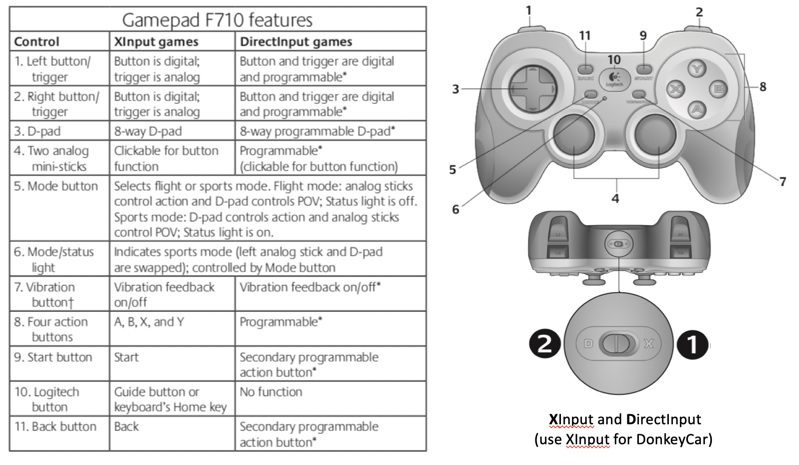 Gamepad F710 features
Control XInput games DirectInput games
1. Left button/ Button is digital; Button and trigger are digital
trigger trigger is analog and programmable*
2. Right button/ Button is digital; Button and trigger are digital
trigger trigger is analog and programmable*
3. D-pad 8-way D-pad 8-way programmable D-pad*
4. Two analog Clickable for button Programmable*
mini-sticks function (clickable for button function)
5. Mode button Selects flight or sports mode. Flight mode: analog sticks
control action and D-pad controls POV; Status light is off.
Sports mode: D-pad controls action and analog sticks
control POV; Status light is on.
6. Mode/status Indicates sports mode (left analog stick and D-pad
light are swapped); controlled by Mode button
7. Vibration Vibration feedback Vibration feedback on/off*
button† on/off
8. Four action A, B, X, and Y Programmable*
buttons
9. Start button Start Secondary programmable
action button*
10. Logitech Guide button or No function
button keyboard's Home key
11. Back button Back Secondary programmable
action button*
1
2
11
9
10
Logitech
Y
X
B
A
3
8
5
6
4
7
2
D
X
1
XInput and DirectInput
(use XInput for DonkeyCar)